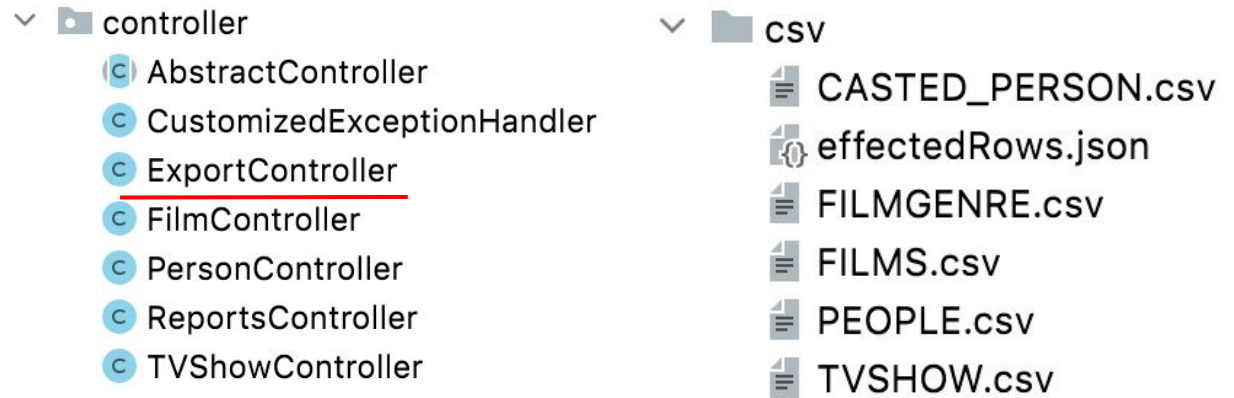 controller
AbstractController
CustomizedExceptionHandler
ExportController
FilmController
PersonController
ReportsController
TVShowController
csv
CASTED_PERSON.csv
effectedRows.json
FILMGENRE.csv
FILMS.csv
PEOPLE.csv
TVSHOW.csv